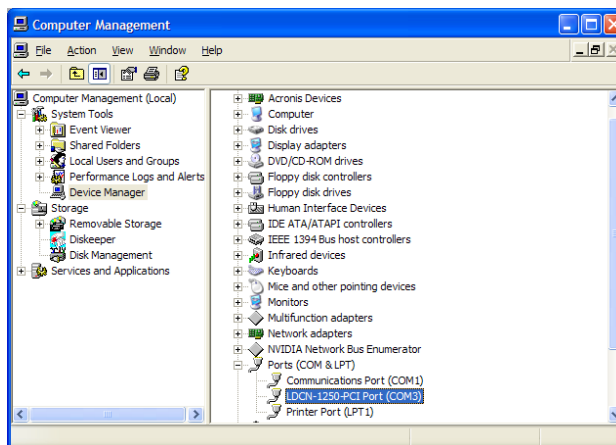 Computer Management
File Action View Window Help
Computer Management (Local)
System Tools
Event Viewer
Shared Folders
Local Users and Groups
Performance Logs and Alerts
Device Manager
Storage
Removable Storage
Diskeeper
Disk Management
Services and Applications
Acronis Devices
Computer
Disk drives
Display adapters
DVD/CD-ROM drives
Floppy disk controllers
Floppy disk drives
Human Interface Devices
IDE ATA/ATAPI controllers
IEEE 1394 Bus host controllers
Infrared devices
Keyboards
Mice and other pointing devices
Monitors
Multifunction adapters
Network adapters
NVIDIA Network Bus Enumerator
Ports (COM & LPT)
Communications Port (COM1)
LDCN-1250-PCI Port (COM3)
Printer Port (LPT1)